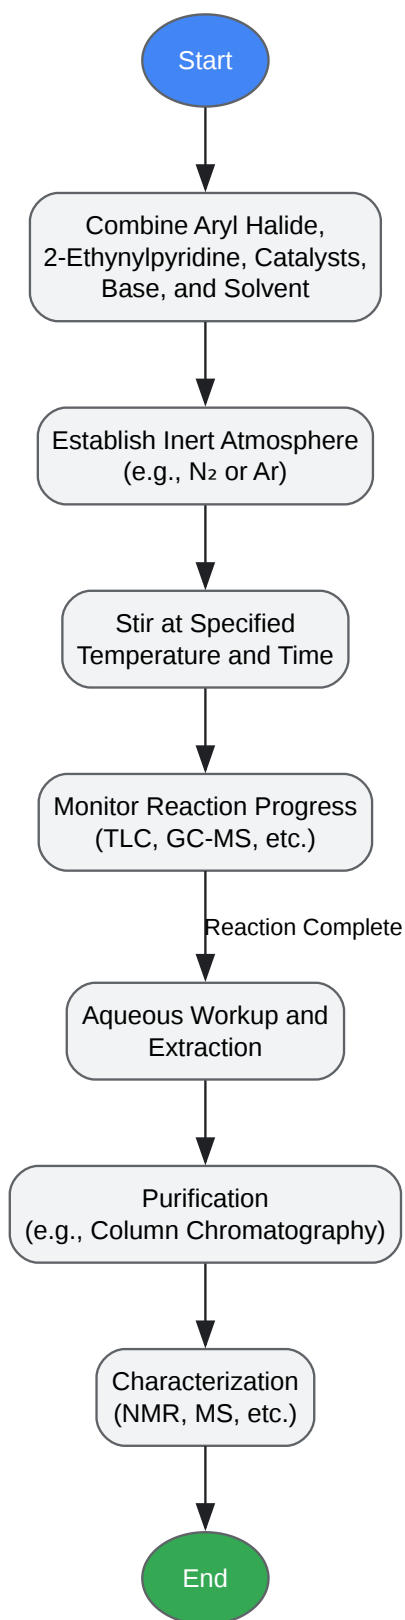 Start
Combine Aryl Halide,
2-Ethynylpyridine, Catalysts,
Base, and Solvent
Establish Inert Atmosphere
(e.g., N₂ or Ar)
Stir at Specified
Temperature and Time
Monitor Reaction Progress
(TLC, GC-MS, etc.)
Reaction Complete
Aqueous Workup and
Extraction
Purification
(e.g., Column Chromatography)
Characterization
(NMR, MS, etc.)
End